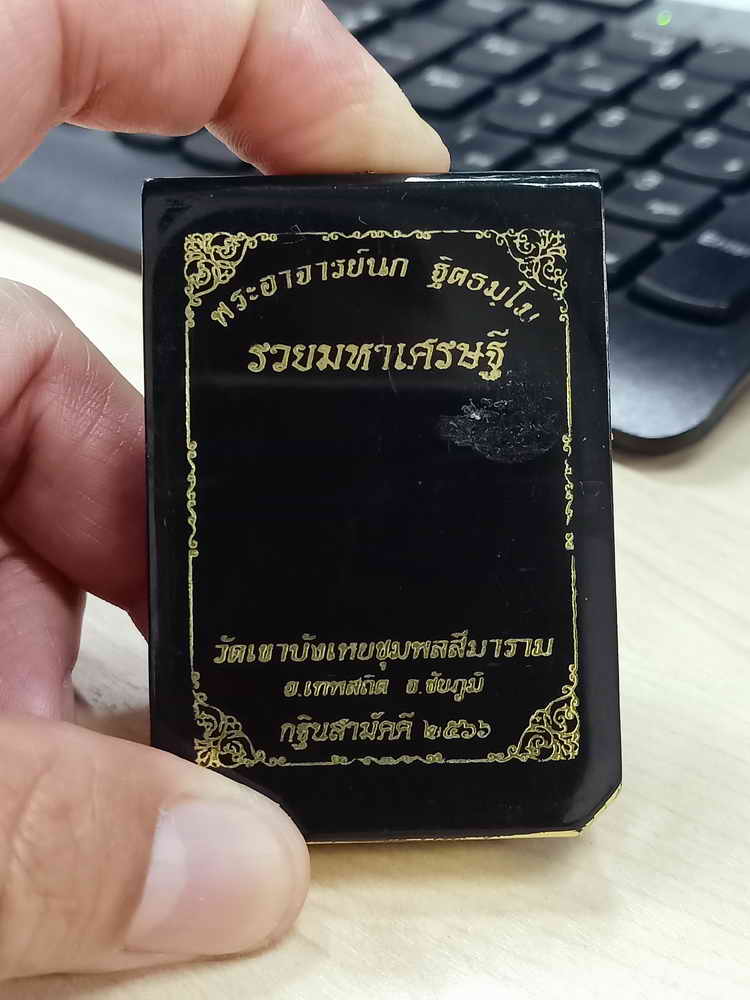 พระอาจารย์นก ฐิตธมฺโม
รวยมหาเศรษฐี
วัดเขาบังเหยชุมพลสีมาราม
อ.เทพสถิต จ.ชัยภูมิ
กฐินสามัคคี ๒๕๖๖
Enter